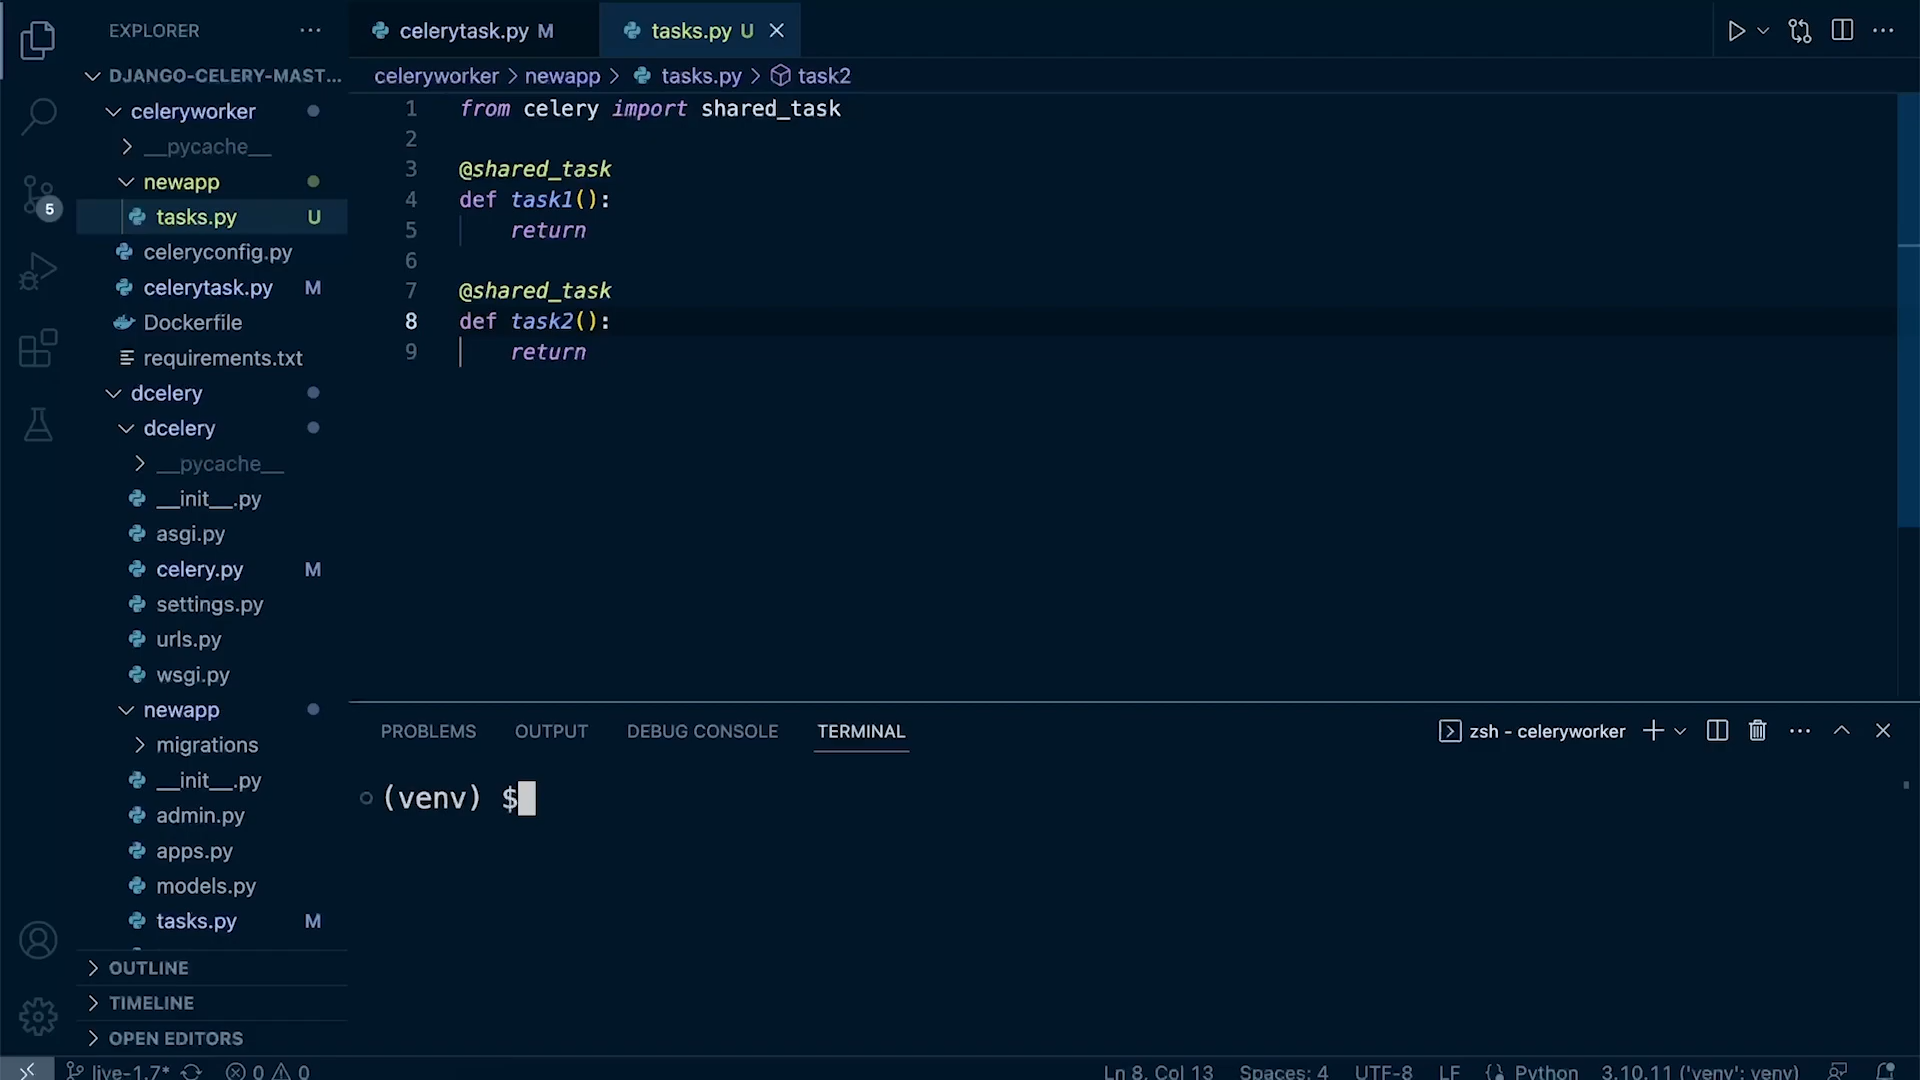 EXPLORER
DJANGO-CELERY-MAST...
celeryworker
__pycache__
newapp
tasks.py U
celeryconfig.py
celerytask.py M
Dockerfile
requirements.txt
dcelery
dcelery
__pycache__
__init__.py
asgi.py
celery.py M
settings.py
urls.py
wsgi.py
newapp
migrations
__init__.py
admin.py
apps.py
models.py
tasks.py M
OUTLINE
TIMELINE
OPEN EDITORS
5
celerytask.py M
tasks.py U
celeryworker > newapp > tasks.py > task2
1 from celery import shared_task
2
3 @shared_task
4 def task1():
5 return
6
7 @shared_task
8 def task2():
9 return
PROBLEMS OUTPUT DEBUG CONSOLE TERMINAL
zsh - celeryworker
(venv) $
live-1.7* 0 0
Ln 8, Col 13 Spaces: 4 UTF-8 LF Python 3.10.11 ('venv': venv)